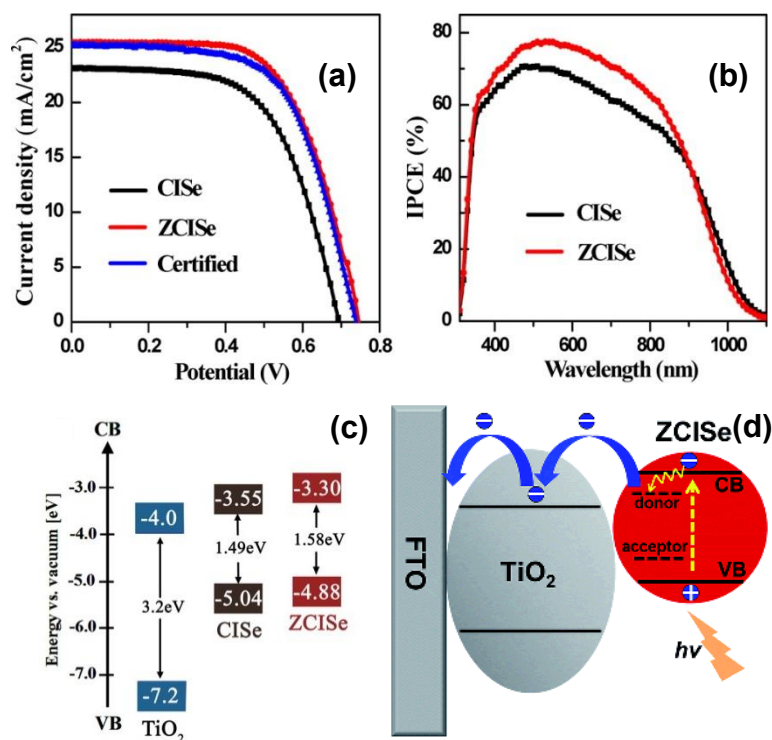 (a)
Current density (mA/cm²)
30
25
20
15
10
5
0
CISe
ZCISe
Certified
0.0 0.2 0.4 0.6 0.8
Potential (V)
(b)
IPCE (%)
80
60
40
20
0
CISe
ZCISe
400 600 800 1000
Wavelength (nm)
(c)
CB
Energy vs. vacuum [eV]
-3.0
-4.0
-5.0
-6.0
-7.0
VB
-4.0
3.2eV
-7.2
TiO₂
-3.55
1.49eV
-5.04
CISe
-3.30
1.58eV
-4.88
ZCISe
ZCISe(d)
FTO
TiO₂
CB
donor
acceptor
VB
hv